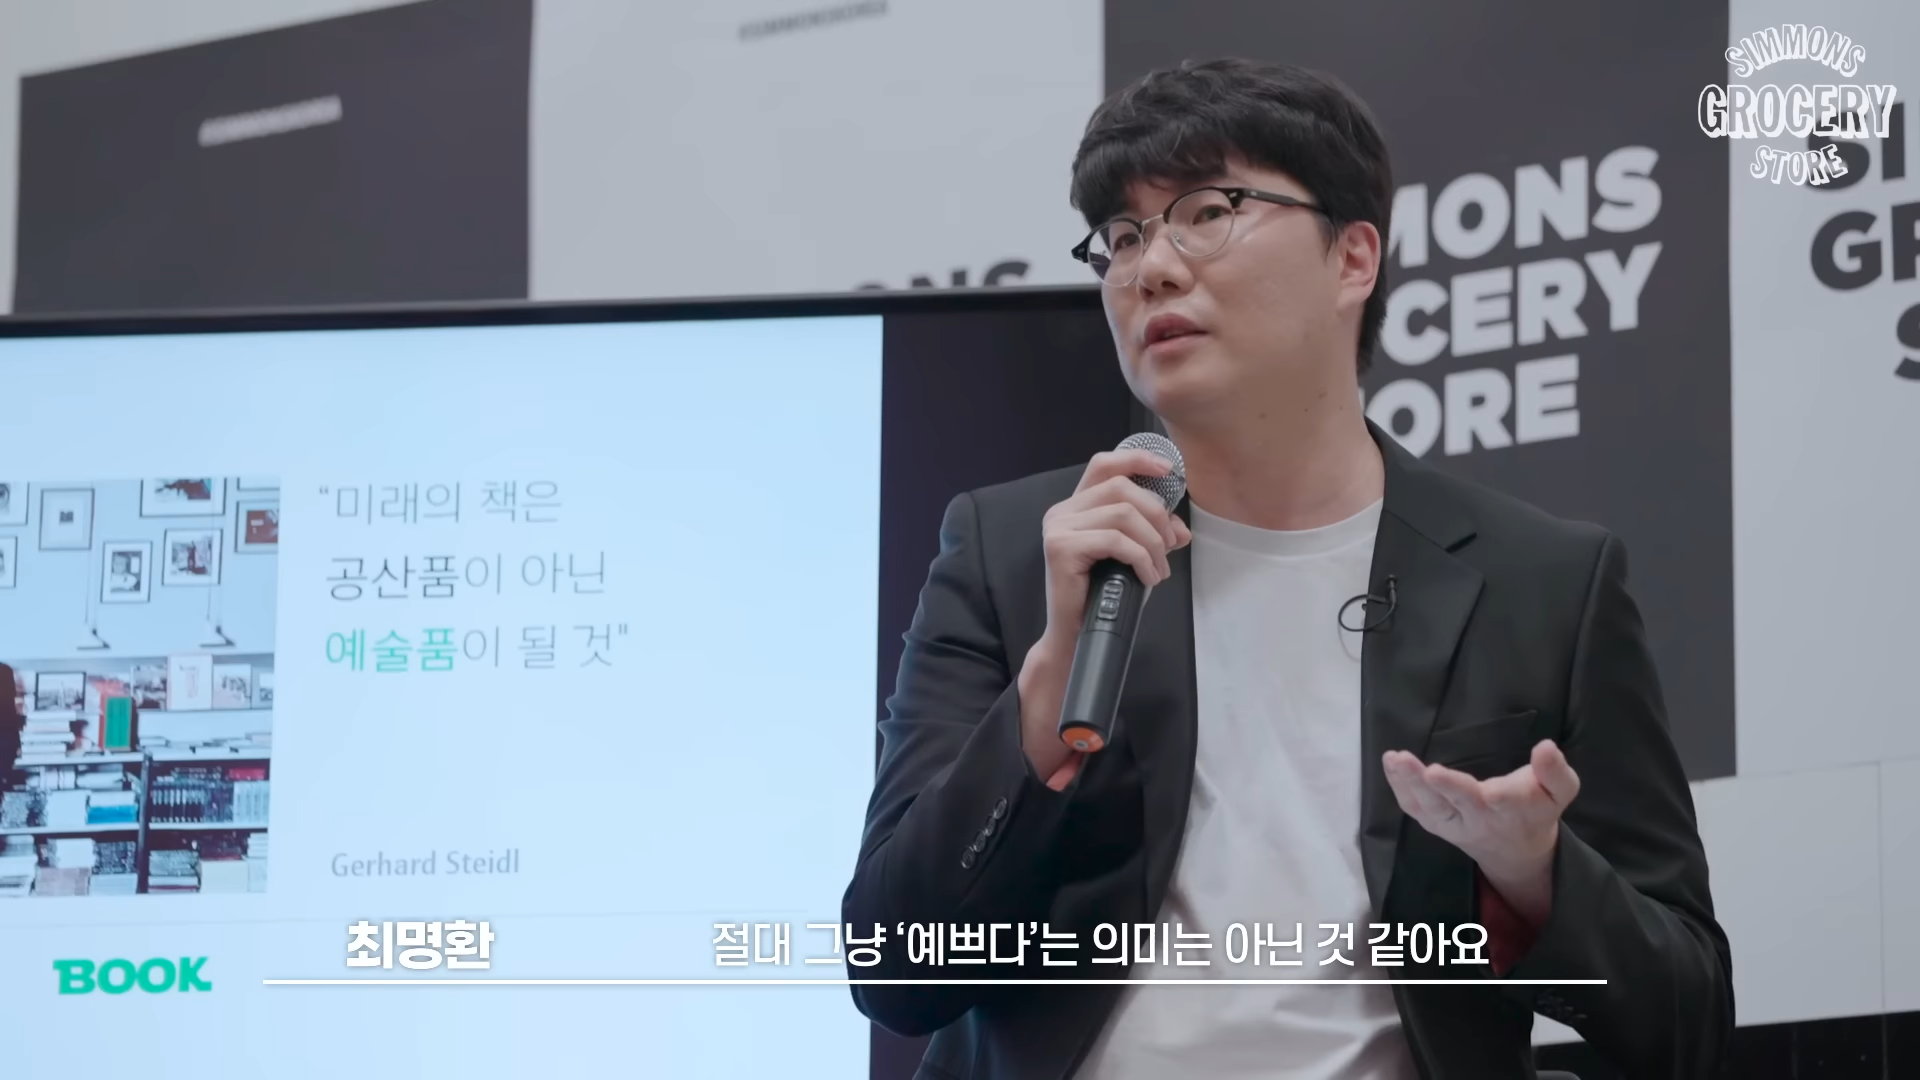 SIMMONS
GROCERY
STORE
MONS
CERY
ORE
ONS
“미래의 책은
공산품이 아닌
예술품이 될 것”
Gerhard Steidl
BOOK
최명환
절대 그냥 ‘예쁘다’는 의미는 아닌 것 같아요